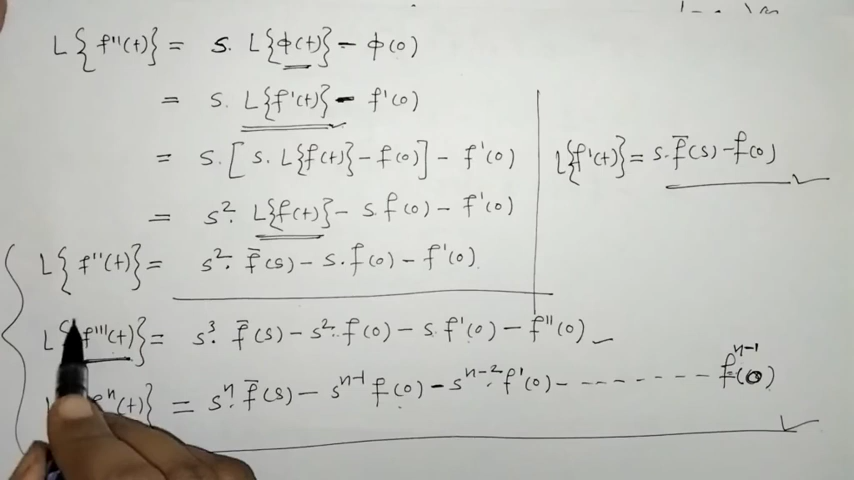 L{f''(t)} = s. L{φ(t)} - φ(0)
= s. L{f'(t)} - f'(0)
= s.[s. L{f(t)} - f(0)] - f'(0)
L{f'(t)} = s. f̄(s) - f(0)
= s². L{f(t)} - s f(0) - f'(0)
L{f''(t)} = s². f̄(s) - s. f(0) - f'(0)
L{f'''(t)} = s³. f̄(s) - s². f(0) - s. f'(0) - f''(0)
fⁿ(t)} = sⁿ. f̄(s) - sⁿ⁻¹ f(0) - sⁿ⁻². f'(0) - - - - - - - - fⁿ⁻¹(0)